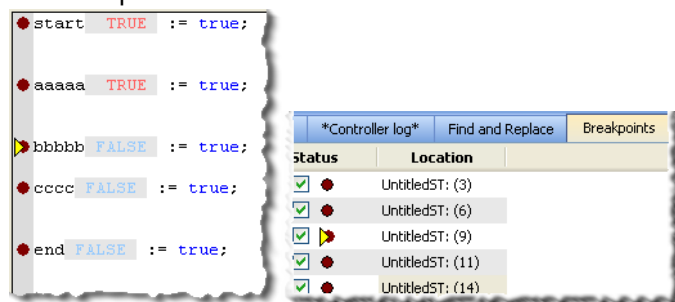 start TRUE := true;
aaaaa TRUE := true;
bbbbb FALSE := true;
cccc FALSE := true;
end FALSE := true;
*Controller log* Find and Replace Breakpoints
Status Location
UntitledST: (3)
UntitledST: (6)
UntitledST: (9)
UntitledST: (11)
UntitledST: (14)